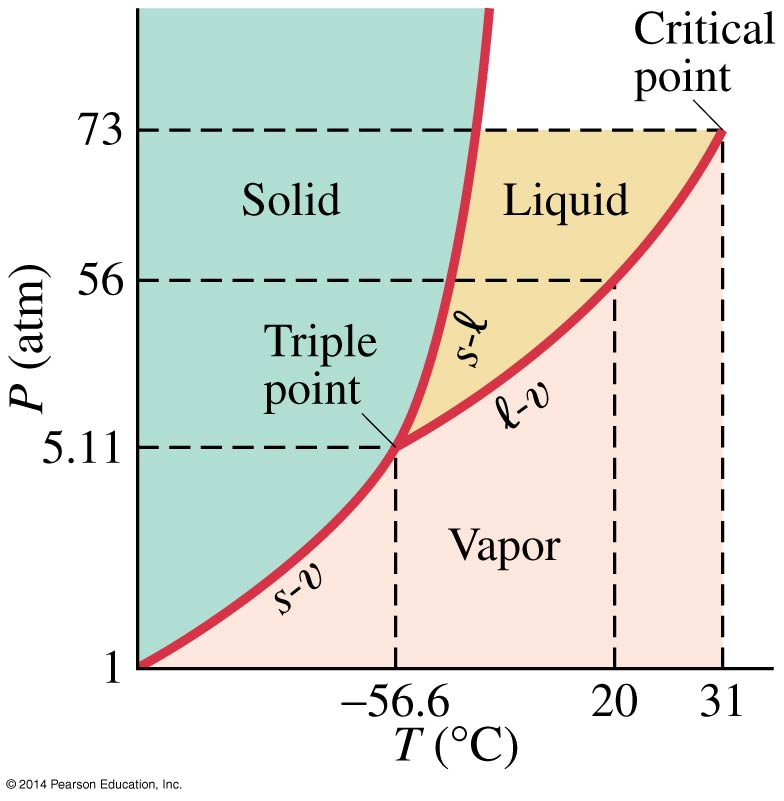 Critical
point
73
Solid
Liquid
56
P (atm)
s-ℓ
Triple
point
ℓ-v
5.11
Vapor
s-v
1
−56.6
20
31
T (°C)
© 2014 Pearson Education, Inc.